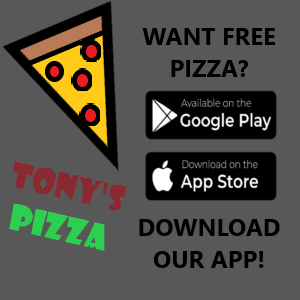 WANT FREE
PIZZA?
Available on the
Google Play
Download on the
App Store
TONY'S
PIZZA
DOWNLOAD
OUR APP!